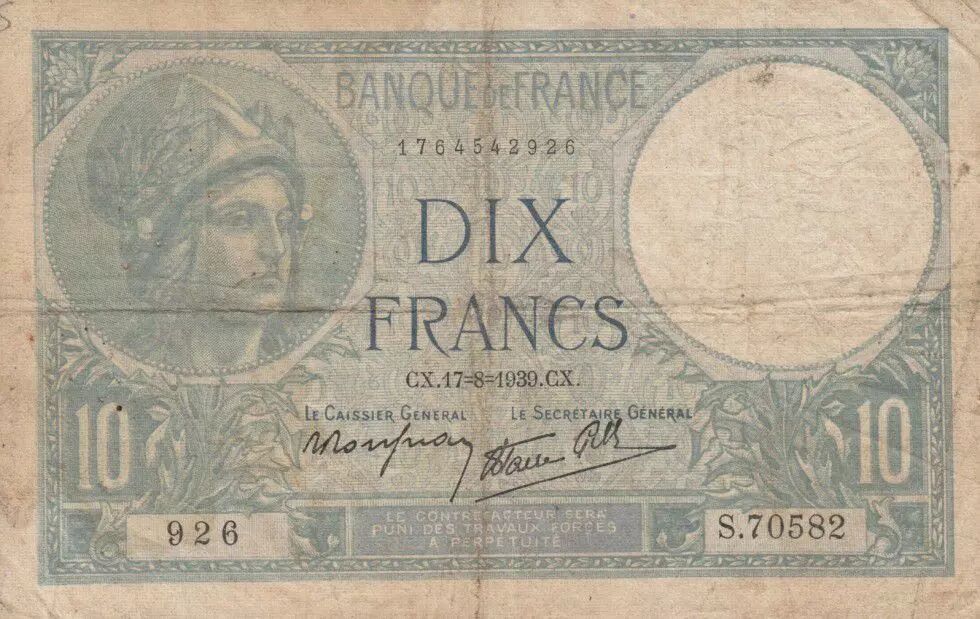 BANQUE DE FRANCE
1764542926
DIX
FRANCS
CX.17=8=1939.CX.
LE CAISSIER GÉNÉRAL LE SECRÉTAIRE GÉNÉRAL
10 10
LE CONTREFACTEUR SERA
PUNI DES TRAVAUX FORCÉS
À PERPÉTUITÉ
926 S.70582